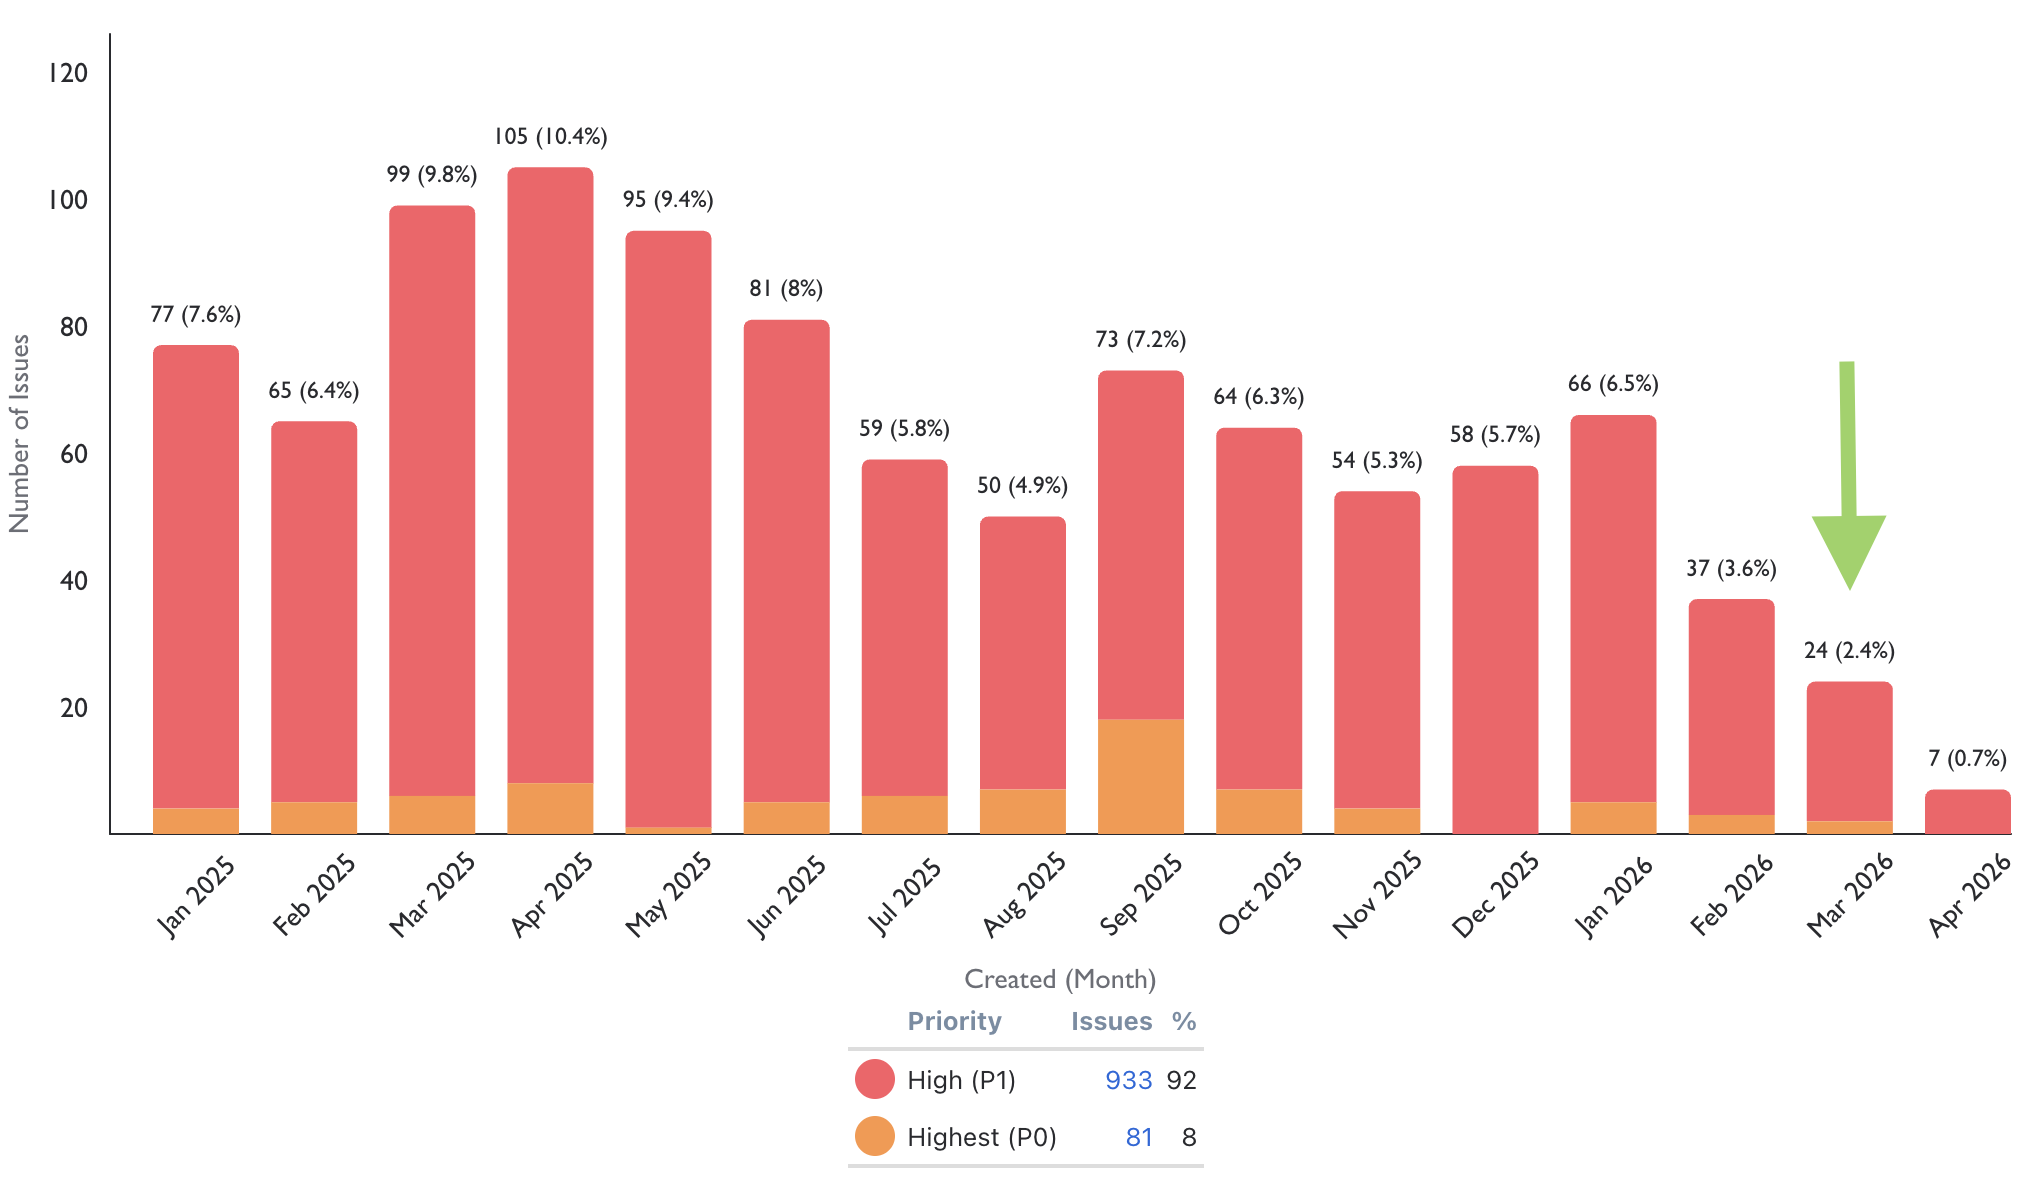 120
100
80
60
40
20
Number of Issues
77 (7.6%)
65 (6.4%)
99 (9.8%)
105 (10.4%)
95 (9.4%)
81 (8%)
59 (5.8%)
50 (4.9%)
73 (7.2%)
64 (6.3%)
54 (5.3%)
58 (5.7%)
66 (6.5%)
37 (3.6%)
24 (2.4%)
7 (0.7%)
Jan 2025
Feb 2025
Mar 2025
Apr 2025
May 2025
Jun 2025
Jul 2025
Aug 2025
Sep 2025
Oct 2025
Nov 2025
Dec 2025
Jan 2026
Feb 2026
Mar 2026
Apr 2026
Created (Month)
Priority Issues %
High (P1) 933 92
Highest (P0) 81 8